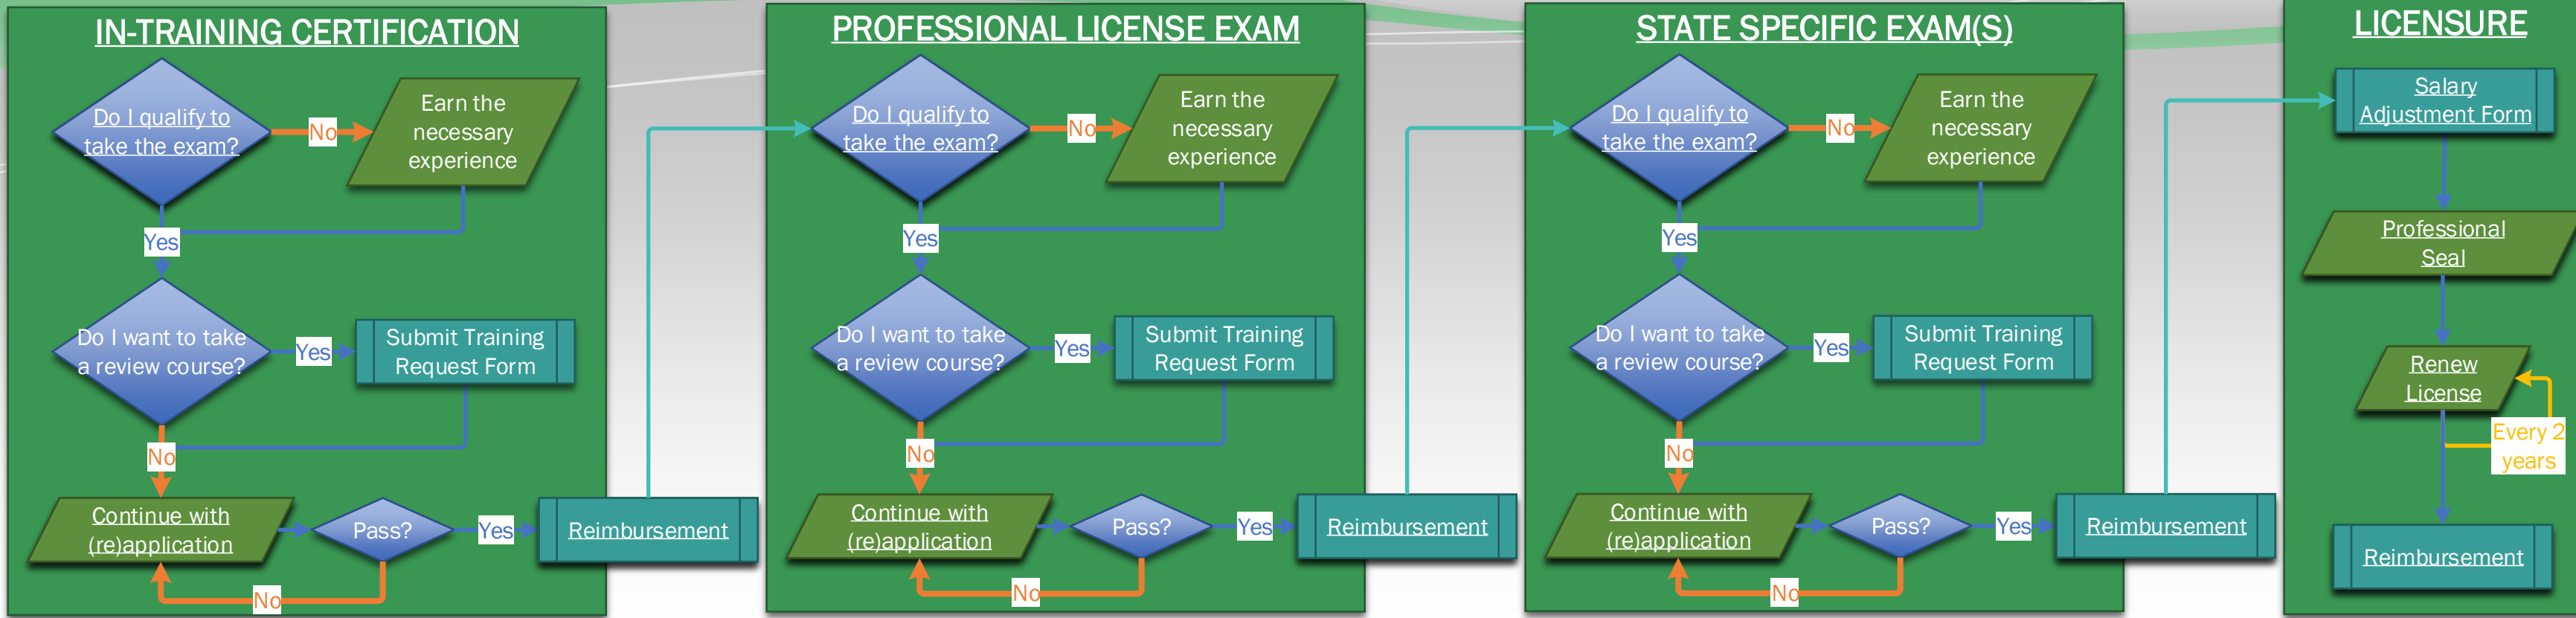 IN-TRAINING CERTIFICATION
Do I qualify to
take the exam?
No
Earn the
necessary
experience
Yes
Do I want to take
a review course?
Yes
Submit Training
Request Form
No
Continue with
(re)application
Pass?
Yes
Reimbursement
No
PROFESSIONAL LICENSE EXAM
Do I qualify to
take the exam?
No
Earn the
necessary
experience
Yes
Do I want to take
a review course?
Yes
Submit Training
Request Form
No
Continue with
(re)application
Pass?
Yes
Reimbursement
No
STATE SPECIFIC EXAM(S)
Do I qualify to
take the exam?
No
Earn the
necessary
experience
Yes
Do I want to take
a review course?
Yes
Submit Training
Request Form
No
Continue with
(re)application
Pass?
Yes
Reimbursement
No
LICENSURE
Salary
Adjustment Form
Professional
Seal
Renew
License
Every 2
years
Reimbursement